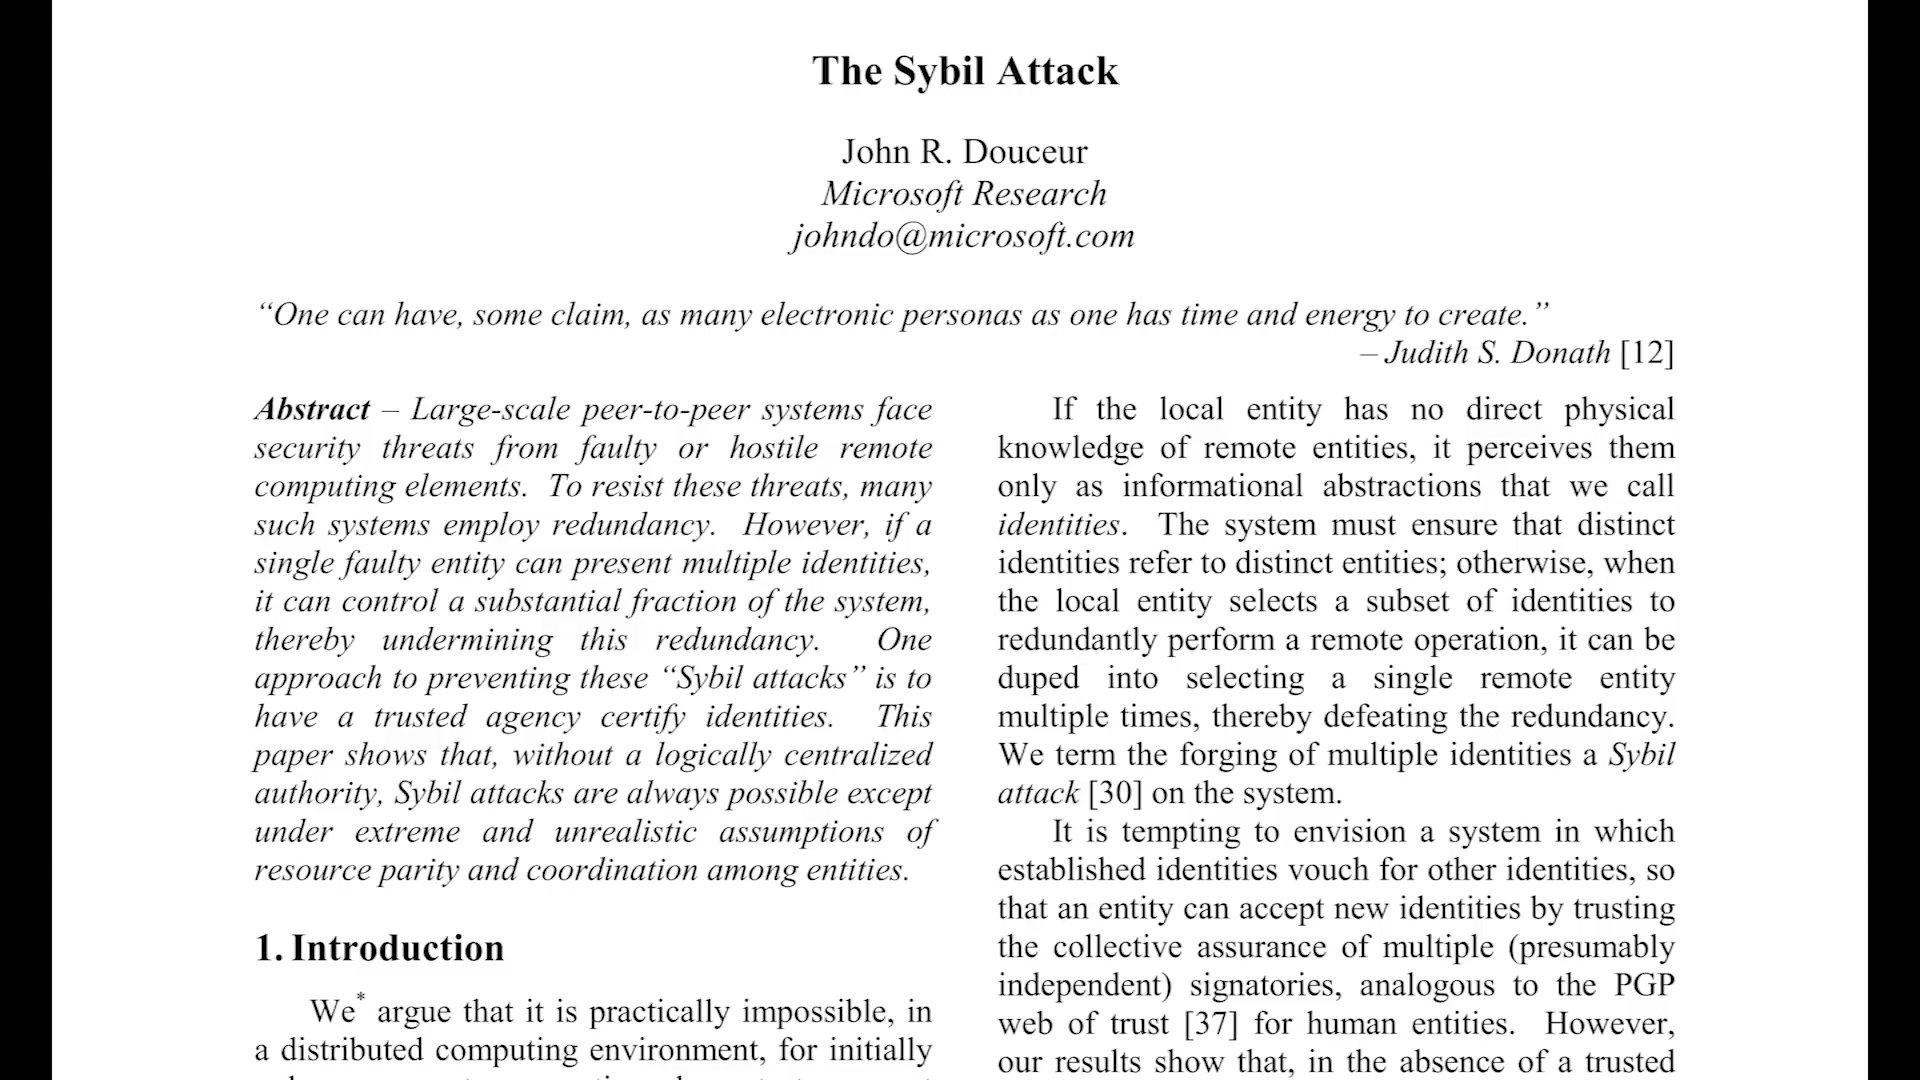 The Sybil Attack
John R. Douceur
Microsoft Research
johndo@microsoft.com
“One can have, some claim, as many electronic personas as one has time and energy to create.”
– Judith S. Donath [12]
Abstract – Large-scale peer-to-peer systems face
security threats from faulty or hostile remote
computing elements. To resist these threats, many
such systems employ redundancy. However, if a
single faulty entity can present multiple identities,
it can control a substantial fraction of the system,
thereby undermining this redundancy. One
approach to preventing these “Sybil attacks” is to
have a trusted agency certify identities. This
paper shows that, without a logically centralized
authority, Sybil attacks are always possible except
under extreme and unrealistic assumptions of
resource parity and coordination among entities.
1. Introduction
We* argue that it is practically impossible, in
a distributed computing environment, for initially
If the local entity has no direct physical
knowledge of remote entities, it perceives them
only as informational abstractions that we call
identities. The system must ensure that distinct
identities refer to distinct entities; otherwise, when
the local entity selects a subset of identities to
redundantly perform a remote operation, it can be
duped into selecting a single remote entity
multiple times, thereby defeating the redundancy.
We term the forging of multiple identities a Sybil
attack [30] on the system.
It is tempting to envision a system in which
established identities vouch for other identities, so
that an entity can accept new identities by trusting
the collective assurance of multiple (presumably
independent) signatories, analogous to the PGP
web of trust [37] for human entities. However,
our results show that, in the absence of a trusted